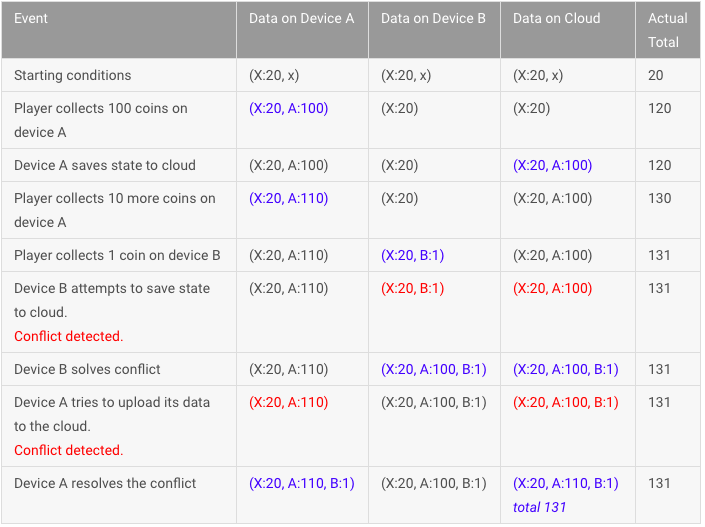 Event Data on Device A Data on Device B Data on Cloud Actual
Total
Starting conditions (X:20, x) (X:20, x) (X:20, x) 20
Player collects 100 coins on (X:20, A:100) (X:20) (X:20) 120
device A
Device A saves state to cloud (X:20, A:100) (X:20) (X:20, A:100) 120
Player collects 10 more coins on (X:20, A:110) (X:20) (X:20, A:100) 130
device A
Player collects 1 coin on device B (X:20, A:110) (X:20, B:1) (X:20, A:100) 131
Device B attempts to save state (X:20, A:110) (X:20, B:1) (X:20, A:100) 131
to cloud.
Conflict detected.
Device B solves conflict (X:20, A:110) (X:20, A:100, B:1) (X:20, A:100, B:1) 131
Device A tries to upload its data (X:20, A:110) (X:20, A:100, B:1) (X:20, A:100, B:1) 131
to the cloud.
Conflict detected.
Device A resolves the conflict (X:20, A:110, B:1) (X:20, A:100, B:1) (X:20, A:110, B:1) 131
total 131